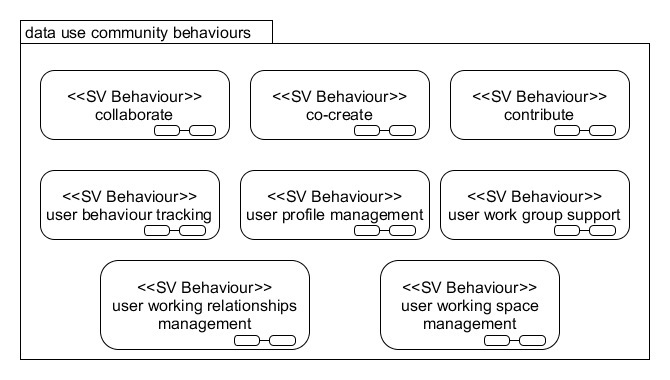 data use community behaviours
<<SV Behaviour>>
collaborate
<<SV Behaviour>>
co-create
<<SV Behaviour>>
contribute
<<SV Behaviour>>
user behaviour tracking
<<SV Behaviour>>
user profile management
<<SV Behaviour>>
user work group support
<<SV Behaviour>>
user working relationships
management
<<SV Behaviour>>
user working space
management